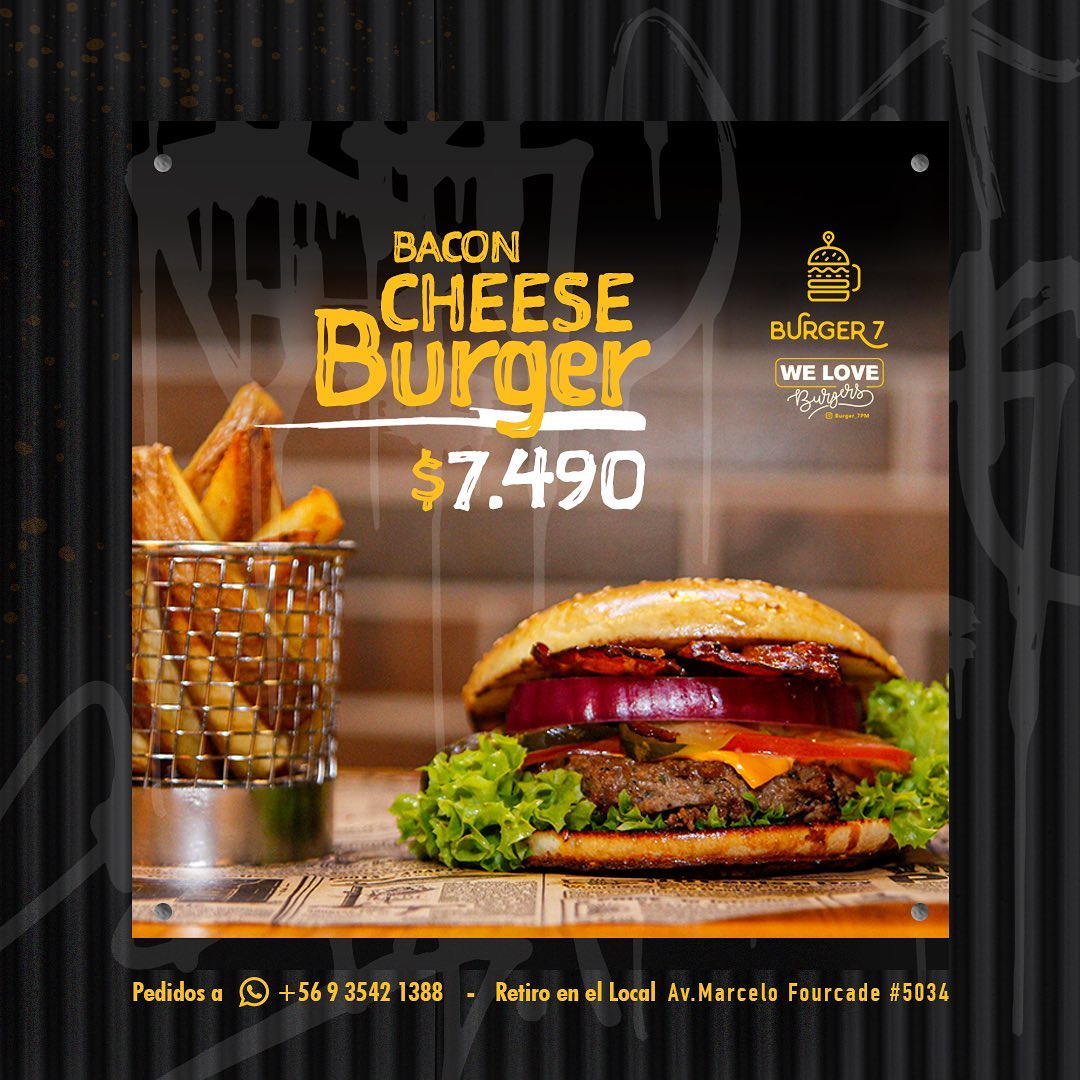 BACON
CHEESE
Burger
$7.490
BURGER 7
WE LOVE
Burgers
Burger_7PM
Pedidos a +56 9 3542 1388 - Retiro en el Local Av.Marcelo Fourcade #5034